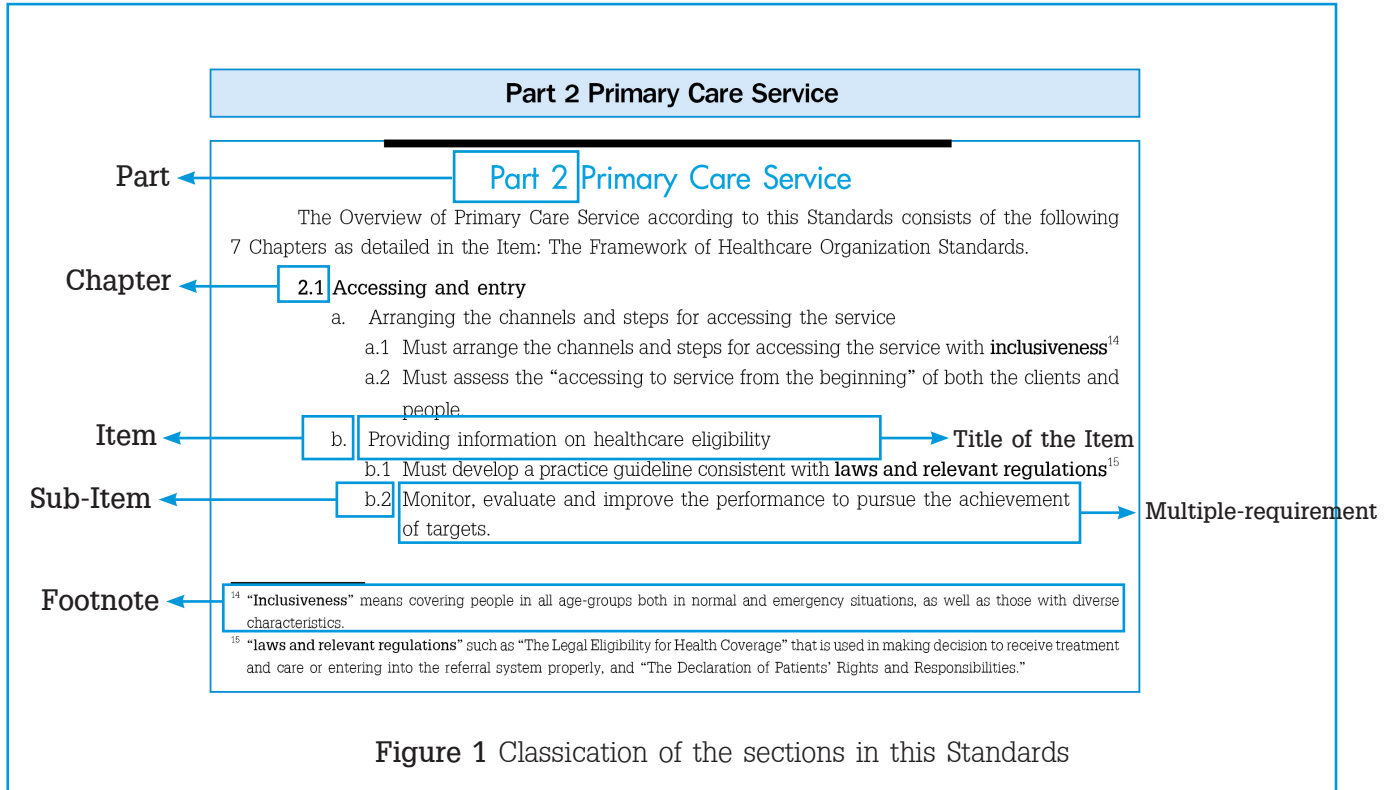 Part 2 Primary Care Service
Part Part 2 Primary Care Service
The Overview of Primary Care Service according to this Standards consists of the following
7 Chapters as detailed in the Item: The Framework of Healthcare Organization Standards.
Chapter 2.1 Accessing and entry
a. Arranging the channels and steps for accessing the service
a.1 Must arrange the channels and steps for accessing the service with inclusiveness14
a.2 Must assess the “accessing to service from the beginning” of both the clients and
people.
Item b. Providing information on healthcare eligibility Title of the Item
b.1 Must develop a practice guideline consistent with laws and relevant regulations15
Sub-Item b.2 Monitor, evaluate and improve the performance to pursue the achievement
of targets. Multiple-requirement
Footnote 14 “Inclusiveness” means covering people in all age-groups both in normal and emergency situations, as well as those with diverse
characteristics.
15 “laws and relevant regulations” such as “The Legal Eligibility for Health Coverage” that is used in making decision to receive treatment
and care or entering into the referral system properly, and “The Declaration of Patients’ Rights and Responsibilities.”
Figure 1 Classication of the sections in this Standards